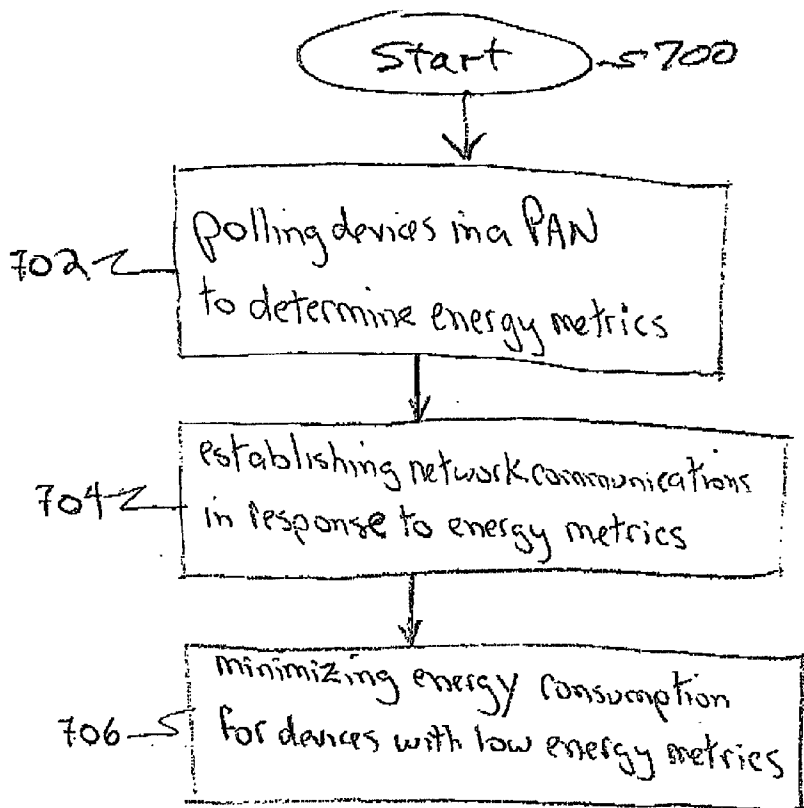 Start 700
702
polling devices in a PAN
to determine energy metrics
704
establishing network communications
in response to energy metrics
706
minimizing energy consumption
for devices with low energy metrics